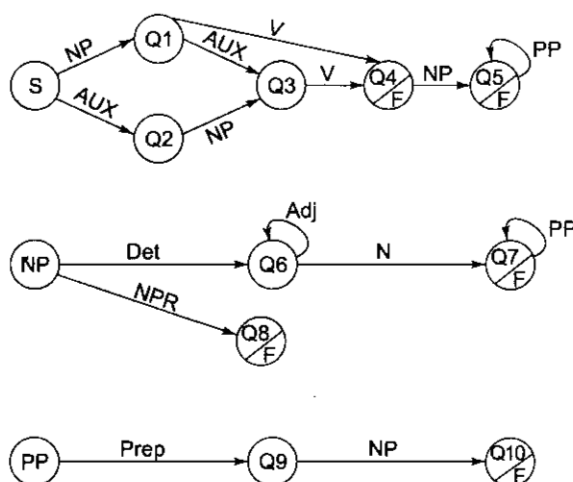 NP Q1 V
AUX
S Q3 V Q4 F NP Q5 F PP
AUX NP
Q2
Adj
NP Det Q6 N Q7 F PP
NPR Q8 F
PP Prep Q9 NP Q10 F